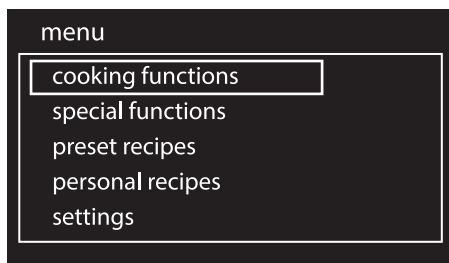 menu
cooking functions
special functions
preset recipes
personal recipes
settings